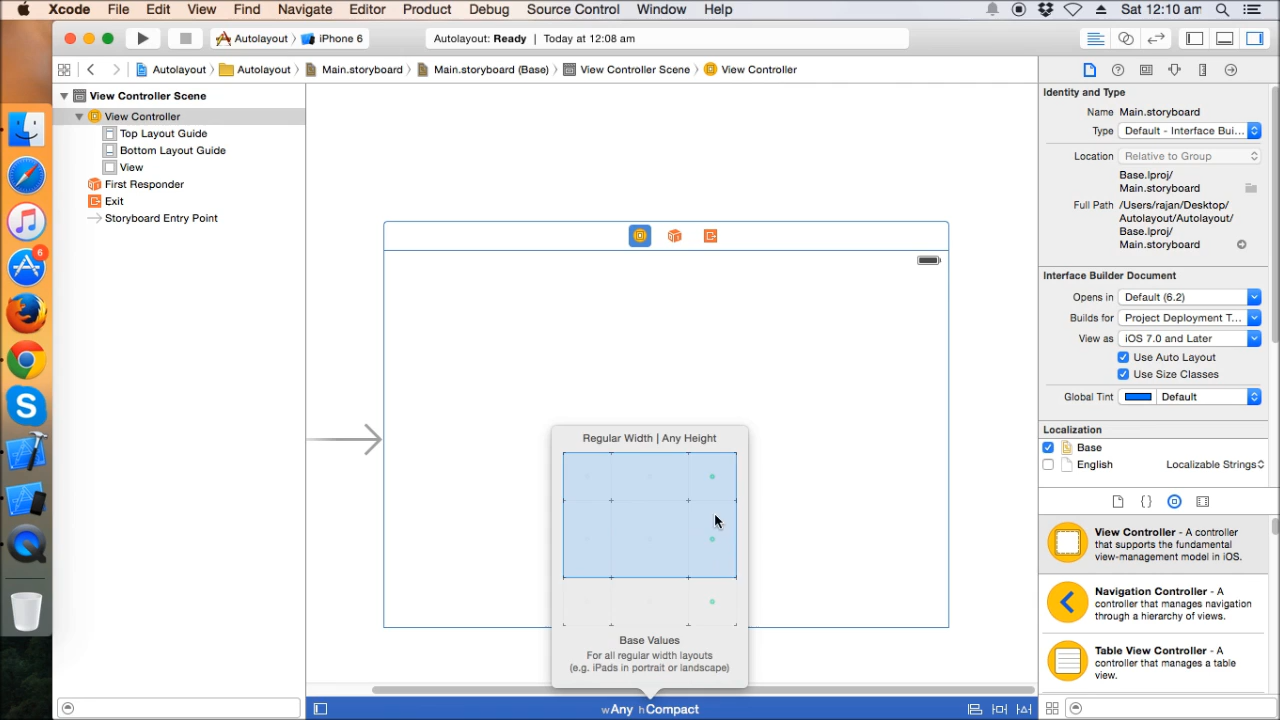 Xcode File Edit View Find Navigate Editor Product Debug Source Control Window Help Sat 12:10 am
Autolayout iPhone 6 Autolayout: Ready | Today at 12:08 am
Autolayout Autolayout Main.storyboard Main.storyboard (Base) View Controller Scene View Controller
View Controller Scene
View Controller
Top Layout Guide
Bottom Layout Guide
View
First Responder
Exit
Storyboard Entry Point
6
Regular Width | Any Height
Base Values
For all regular width layouts
(e.g. iPads in portrait or landscape)
wAny hCompact
Identity and Type
Name Main.storyboard
Type Default - Interface Bui...
Location Relative to Group
Base.lproj/
Main.storyboard
Full Path /Users/rajan/Desktop/
Autolayout/Autolayout/
Base.lproj/
Main.storyboard
Interface Builder Document
Opens in Default (6.2)
Builds for Project Deployment T...
View as iOS 7.0 and Later
Use Auto Layout
Use Size Classes
Global Tint Default
Localization
Base
English Localizable Strings
View Controller - A controller
that supports the fundamental
view-management model in iOS.
Navigation Controller - A
controller that manages navigation
through a hierarchy of views.
Table View Controller - A
controller that manages a table
view.